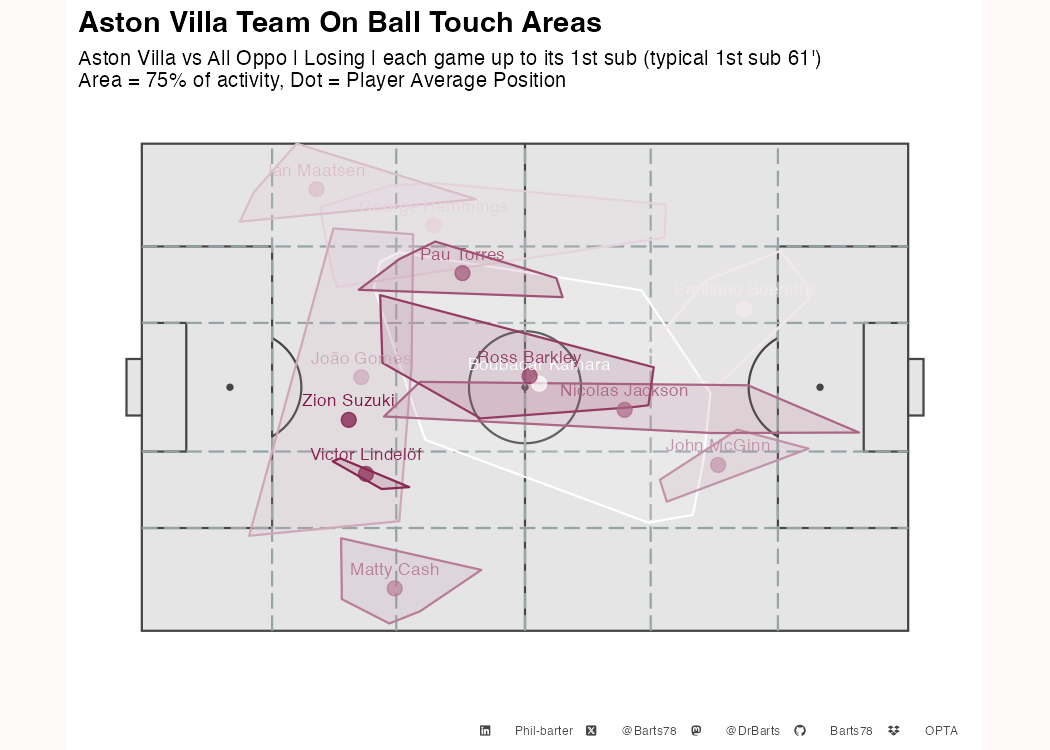 Aston Villa Team On Ball Touch Areas
Aston Villa vs All Oppo | Losing | each game up to its 1st sub (typical 1st sub 61')
Area = 75% of activity, Dot = Player Average Position
Ian Maatsen
George Hemmings
Pau Torres
Emiliano Buendía
João Gomes
Ross Barkley
Boubacar Kamara
Nicolas Jackson
Zion Suzuki
John McGinn
Victor Lindelöf
Matty Cash
Phil-barter @Barts78 @DrBarts Barts78 OPTA